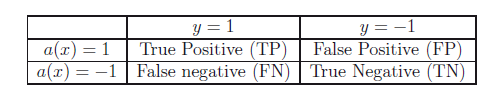 y = 1 y = −1
a(x) = 1 True Positive (TP) False Positive (FP)
a(x) = −1 False negative (FN) True Negative (TN)